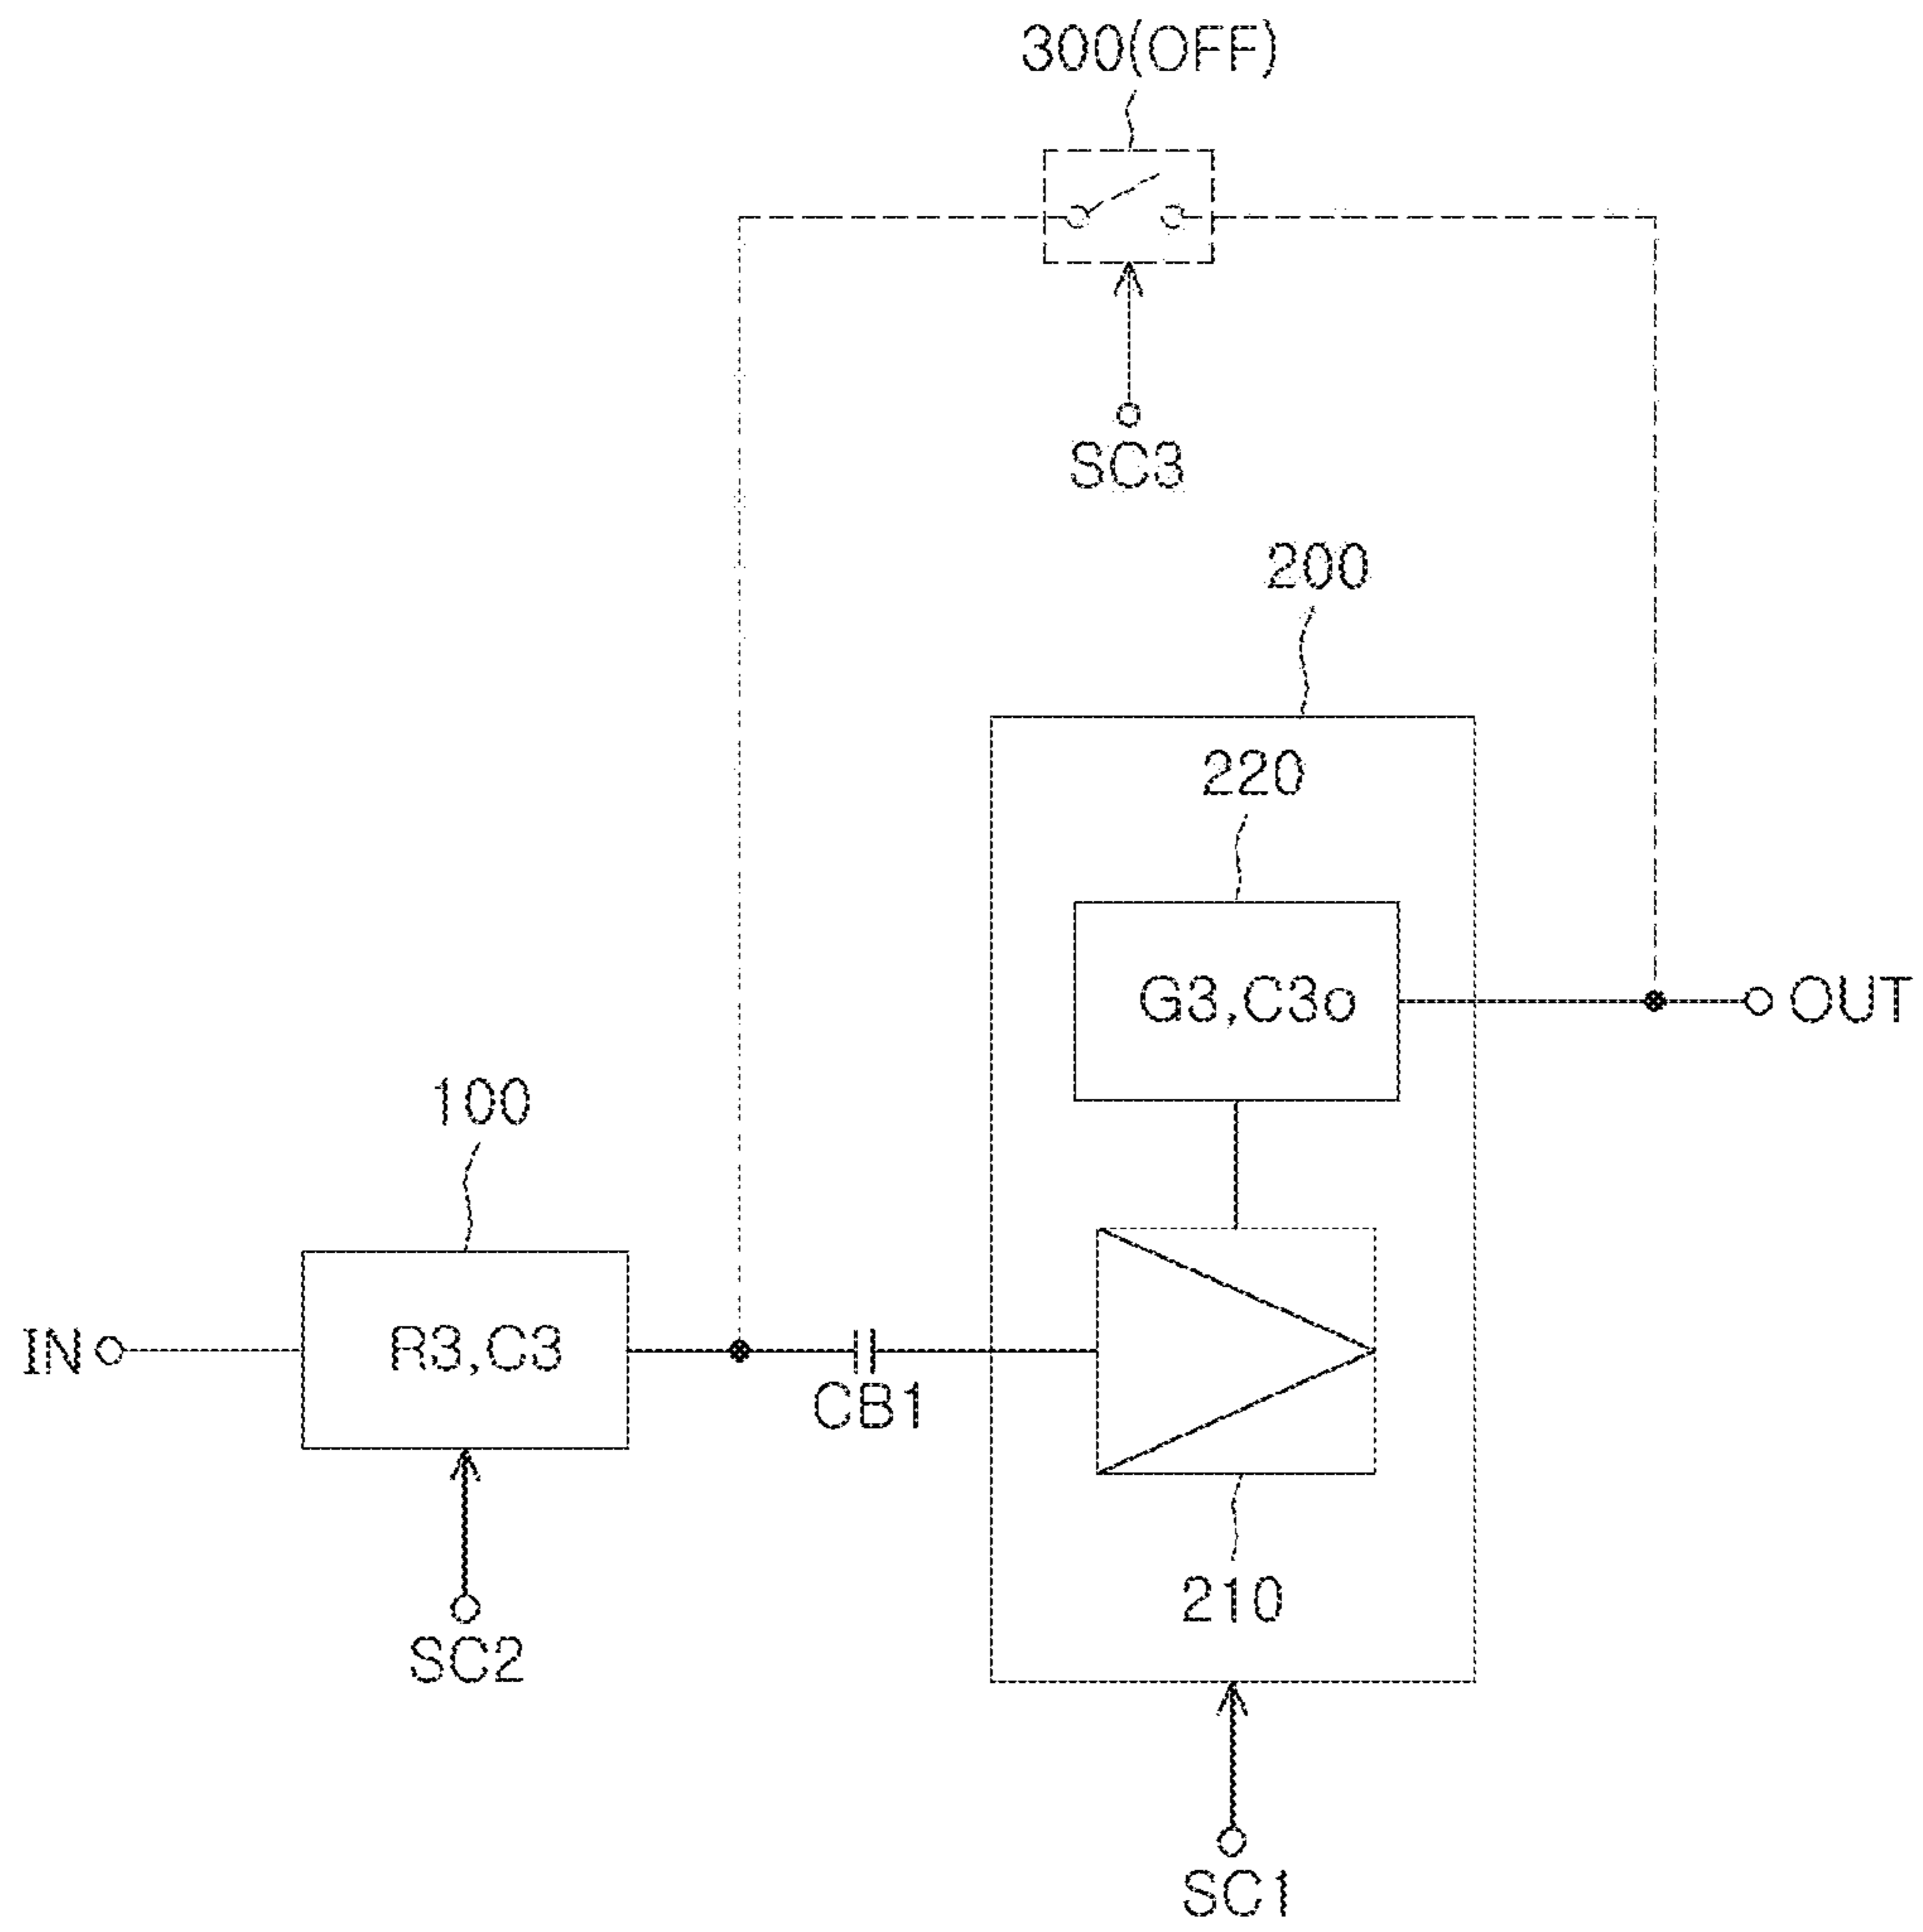 300(OFF)
SC3
200
220
G3,C3o
OUT
100
IN
R3,C3
CB1
210
SC2
SC1